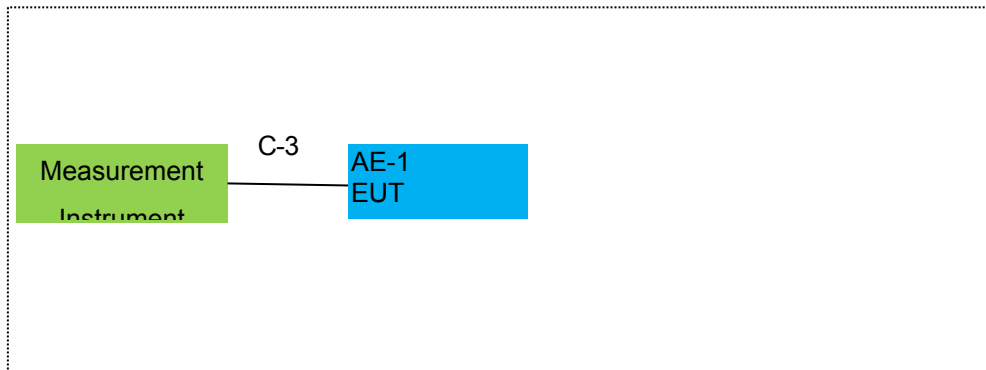 C-3
Measurement
Instrument
AE-1
EUT